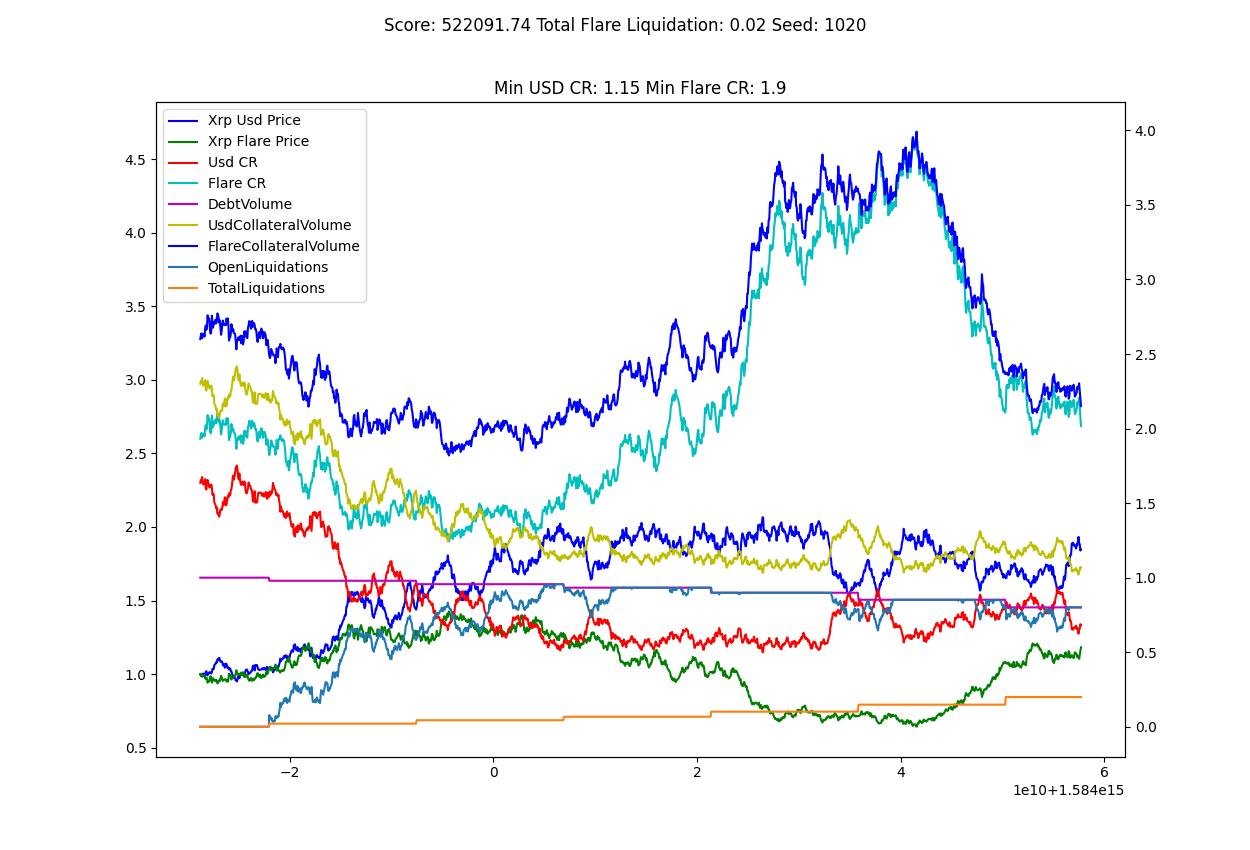 Score: 522091.74 Total Flare Liquidation: 0.02 Seed: 1020
Min USD CR: 1.15 Min Flare CR: 1.9
Xrp Usd Price
Xrp Flare Price
Usd CR
Flare CR
DebtVolume
UsdCollateralVolume
FlareCollateralVolume
OpenLiquidations
TotalLiquidations
4.5
4.0
3.5
3.0
2.5
2.0
1.5
1.0
0.5
4.0
3.5
3.0
2.5
2.0
1.5
1.0
0.5
0.0
−2 0 2 4 6
1e10+1.584e15